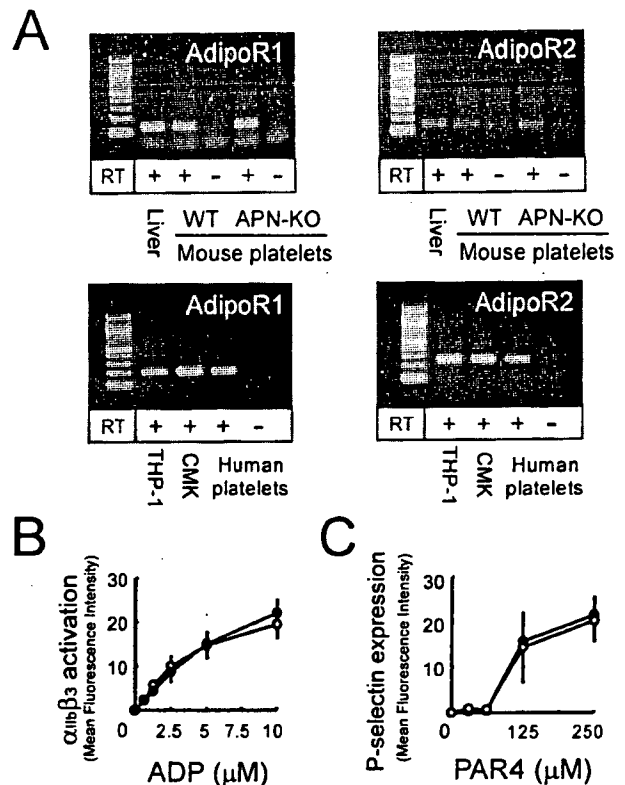 A
AdipoR1
AdipoR2
RT + + - + -
RT + + - + -
Liver WT APN-KO
Mouse platelets
Liver WT APN-KO
Mouse platelets
AdipoR1
AdipoR2
RT + + + -
RT + + + -
THP-1 CMK Human platelets
THP-1 CMK Human platelets
B
αIIbβ3 activation
(Mean Fluorescence Intensity)
30
20
10
0 2.5 5 7.5 10
ADP (μM)
C
P-selectin expression
(Mean Fluorescence Intensity)
30
20
10
0
0 125 250
PAR4 (μM)